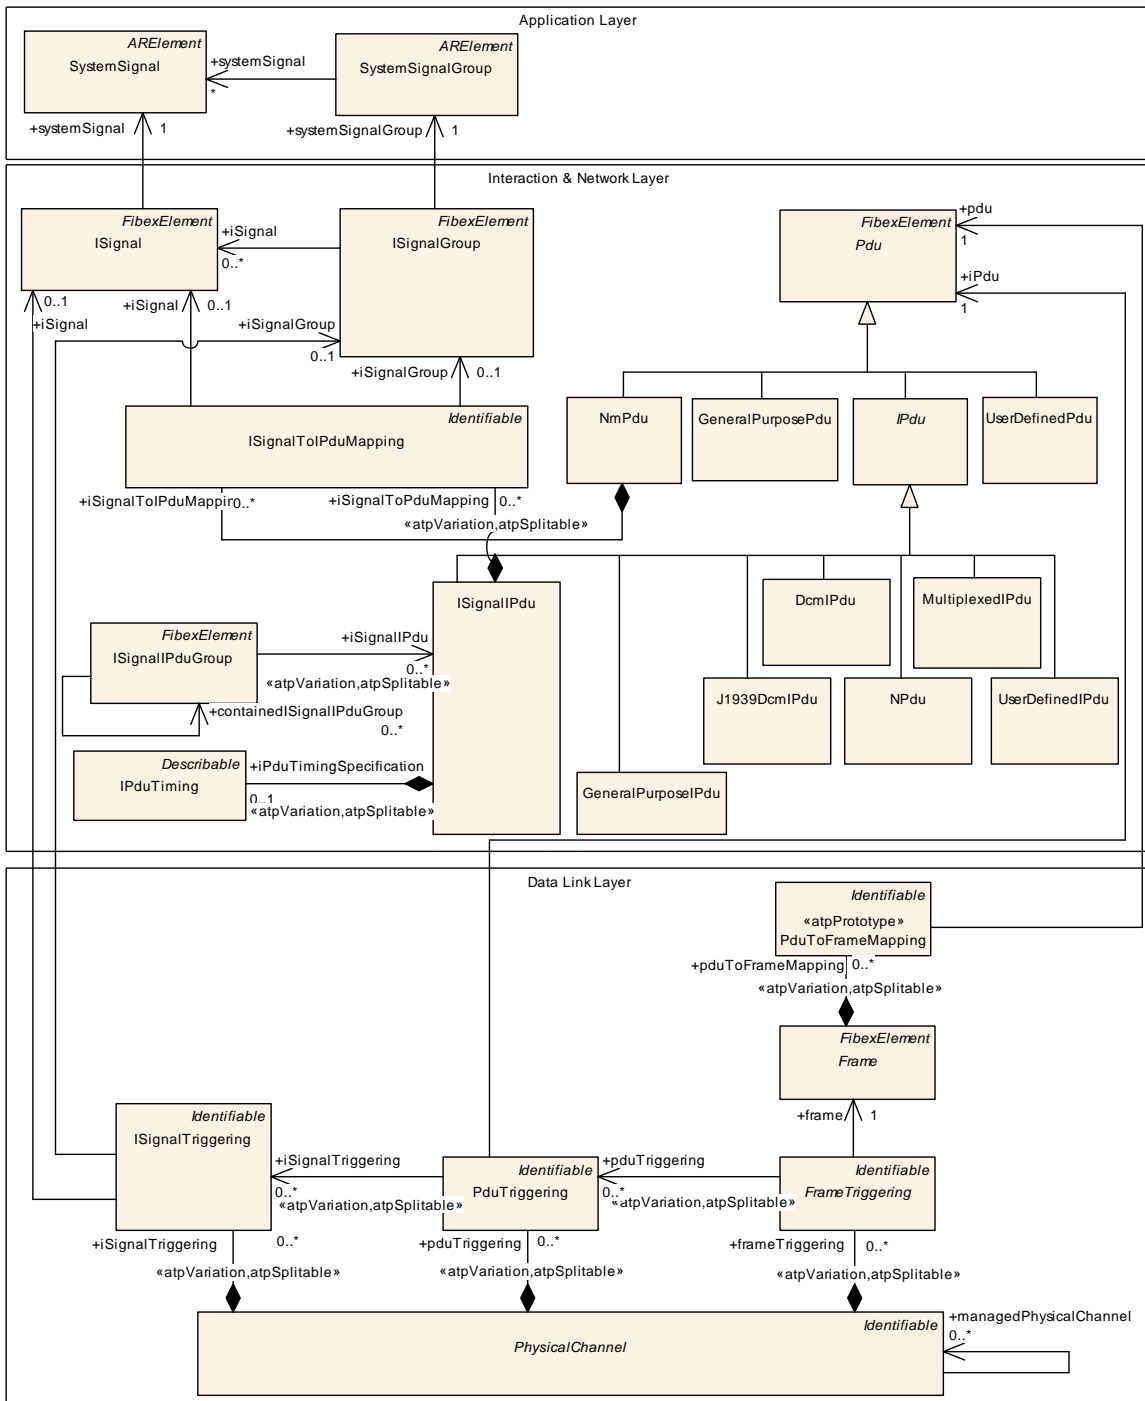 Application Layer
ARElement
SystemSignal
+systemSignal
*
ARElement
SystemSignalGroup
+systemSignal
1
+systemSignalGroup
1
Interaction & Network Layer
FibexElement
ISignal
+iSignal
0..*
FibexElement
ISignalGroup
FibexElement
Pdu
+pdu
1
+iPdu
1
0..1
+iSignal
+iSignal
0..1
+iSignalGroup
0..1
+iSignalGroup
0..1
Identifiable
ISignalToIPduMapping
NmPdu
GeneralPurposePdu
IPdu
UserDefinedPdu
+iSignalToIPduMappin
0..*
+iSignalToPduMapping
0..*
«atpVariation,atpSplitable»
ISignalIPdu
DcmIPdu
MultiplexedIPdu
FibexElement
ISignalIPduGroup
+iSignalIPdu
0..*
«atpVariation,atpSplitable»
+containedISignalIPduGroup
0..*
J1939DcmIPdu
NPdu
UserDefinedIPdu
Describable
IPduTiming
+iPduTimingSpecification
0..1
«atpVariation,atpSplitable»
GeneralPurposeIPdu
Data Link Layer
Identifiable
«atpPrototype»
PduToFrameMapping
+pduToFrameMapping
0..*
«atpVariation,atpSplitable»
FibexElement
Frame
+frame
1
Identifiable
ISignalTriggering
+iSignalTriggering
0..*
«atpVariation,atpSplitable»
Identifiable
PduTriggering
+pduTriggering
0..*
«atpVariation,atpSplitable»
Identifiable
FrameTriggering
+iSignalTriggering
0..*
«atpVariation,atpSplitable»
+pduTriggering
0..*
«atpVariation,atpSplitable»
+frameTriggering
0..*
«atpVariation,atpSplitable»
Identifiable
PhysicalChannel
+managedPhysicalChannel
0..*